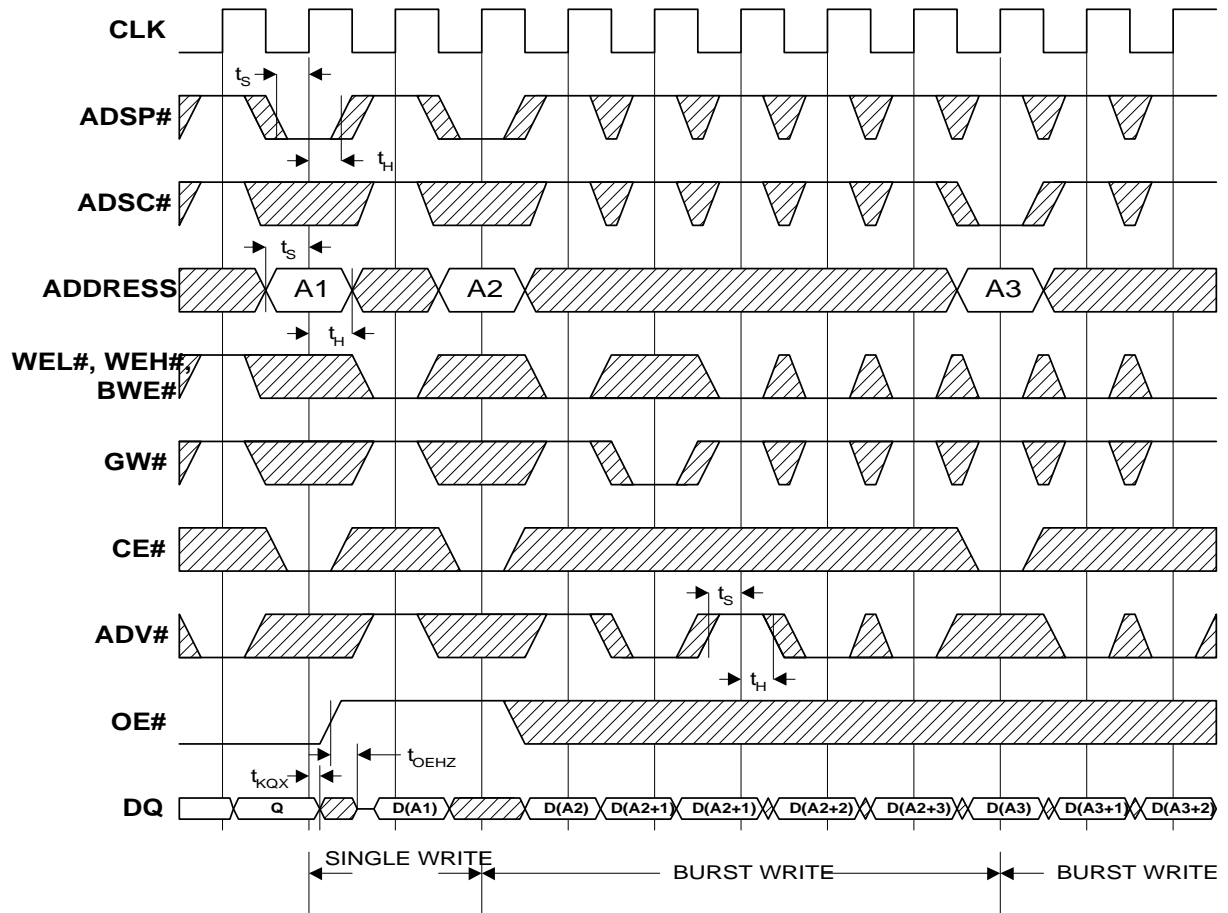 CLK
tS
ADSP#
tH
ADSC#
tS
ADDRESS A1 A2 A3
tH
WEL#, WEH#,
BWE#
GW#
CE#
tS
ADV#
tH
OE#
tOEHZ
tKQX
DQ Q D(A1) D(A2) D(A2+1) D(A2+1) D(A2+2) D(A2+3) D(A3) D(A3+1) D(A3+2)
SINGLE WRITE BURST WRITE BURST WRITE